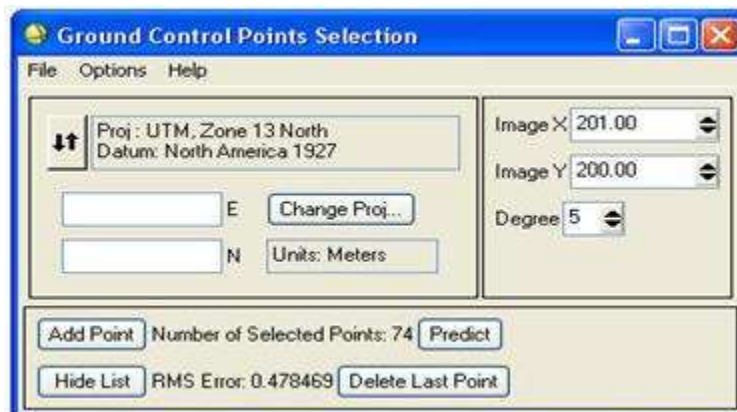 Ground Control Points Selection
File Options Help
Proj : UTM, Zone 13 North
Datum: North America 1927
E Change Proj...
N Units: Meters
Image X 201.00
Image Y 200.00
Degree 5
Add Point Number of Selected Points: 74 Predict
Hide List RMS Error: 0.478469 Delete Last Point